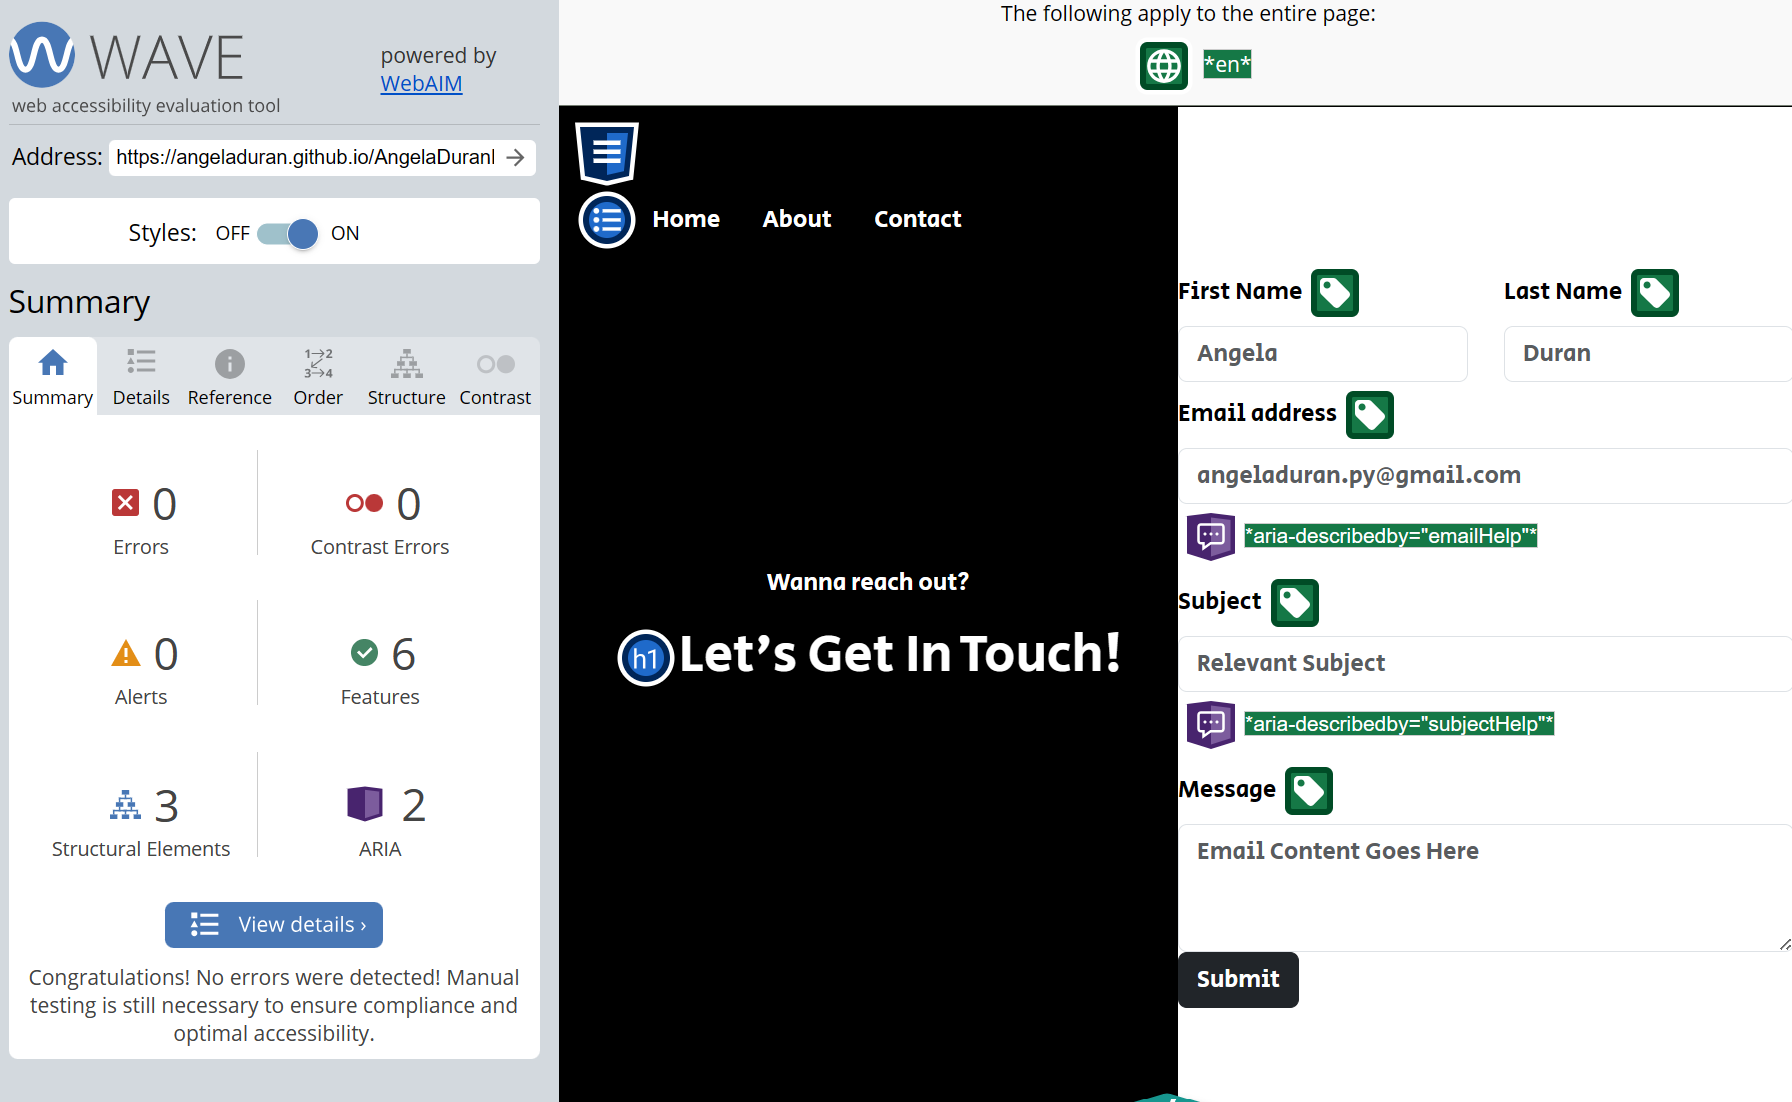 WAVE
web accessibility evaluation tool
powered by
WebAIM
Address: https://angeladuran.github.io/AngelaDuranI
Styles: OFF ON
Summary
Summary Details Reference Order Structure Contrast
1→2
3→4
0
Errors
0
Contrast Errors
0
Alerts
6
Features
3
Structural Elements
2
ARIA
View details ›
Congratulations! No errors were detected! Manual
testing is still necessary to ensure compliance and
optimal accessibility.
The following apply to the entire page:
*en*
Home About Contact
Wanna reach out?
h1 Let's Get In Touch!
First Name
Last Name
Angela
Duran
Email address
angeladuran.py@gmail.com
*aria-describedby="emailHelp"*
Subject
Relevant Subject
*aria-describedby="subjectHelp"*
Message
Email Content Goes Here
Submit